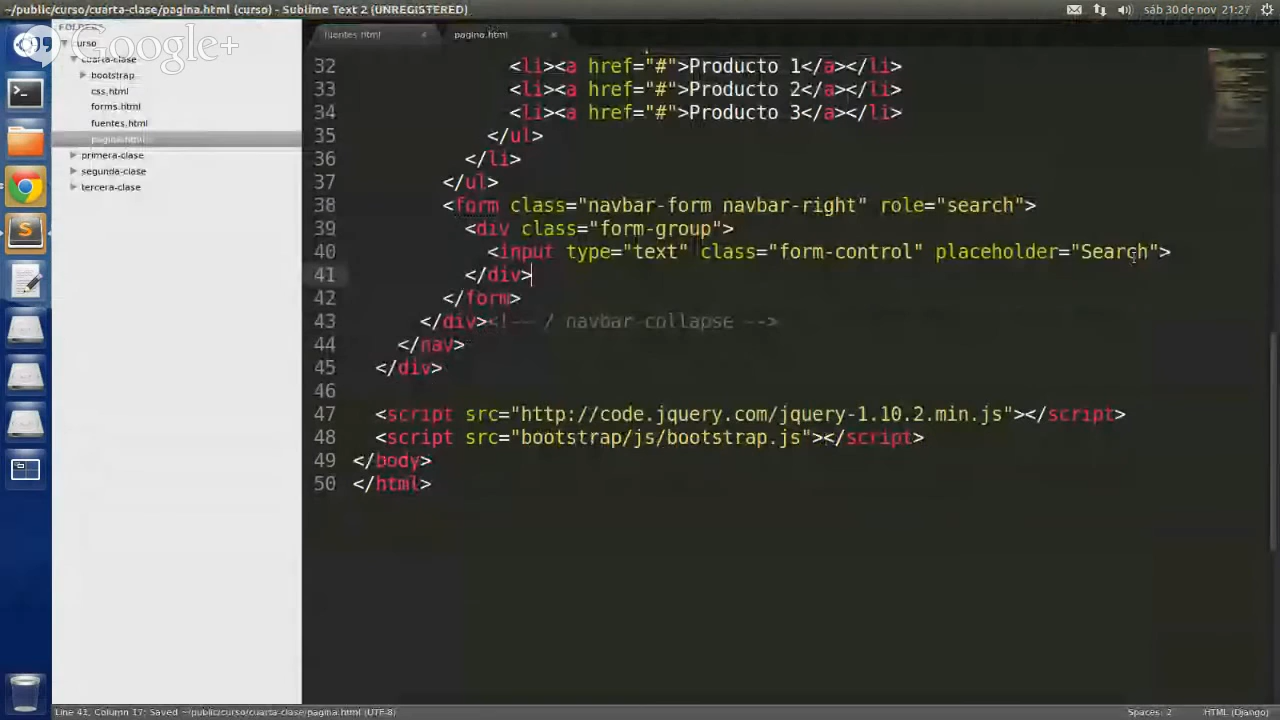 ~/public/curso/cuarta-clase/pagina.html (curso) - Sublime Text 2 (UNREGISTERED)
sáb 30 de nov 21:27
Google+
FOLDERS
curso
cuarta-clase
bootstrap
css.html
forms.html
fuentes.html
pagina.html
primera-clase
segunda-clase
tercera-clase
fuentes.html
pagina.html
32 <li><a href="#">Producto 1</a></li>
33 <li><a href="#">Producto 2</a></li>
34 <li><a href="#">Producto 3</a></li>
35 </ul>
36 </li>
37 </ul>
38 <form class="navbar-form navbar-right" role="search">
39 <div class="form-group">
40 <input type="text" class="form-control" placeholder="Search">
41 </div>
42 </form>
43 </div><!-- / navbar-collapse -->
44 </nav>
45 </div>
46
47 <script src="http://code.jquery.com/jquery-1.10.2.min.js"></script>
48 <script src="bootstrap/js/bootstrap.js"></script>
49 </body>
50 </html>
Line 41, Column 17; Saved ~/public/curso/cuarta-clase/pagina.html (UTF-8)
Spaces: 2
HTML (Django)